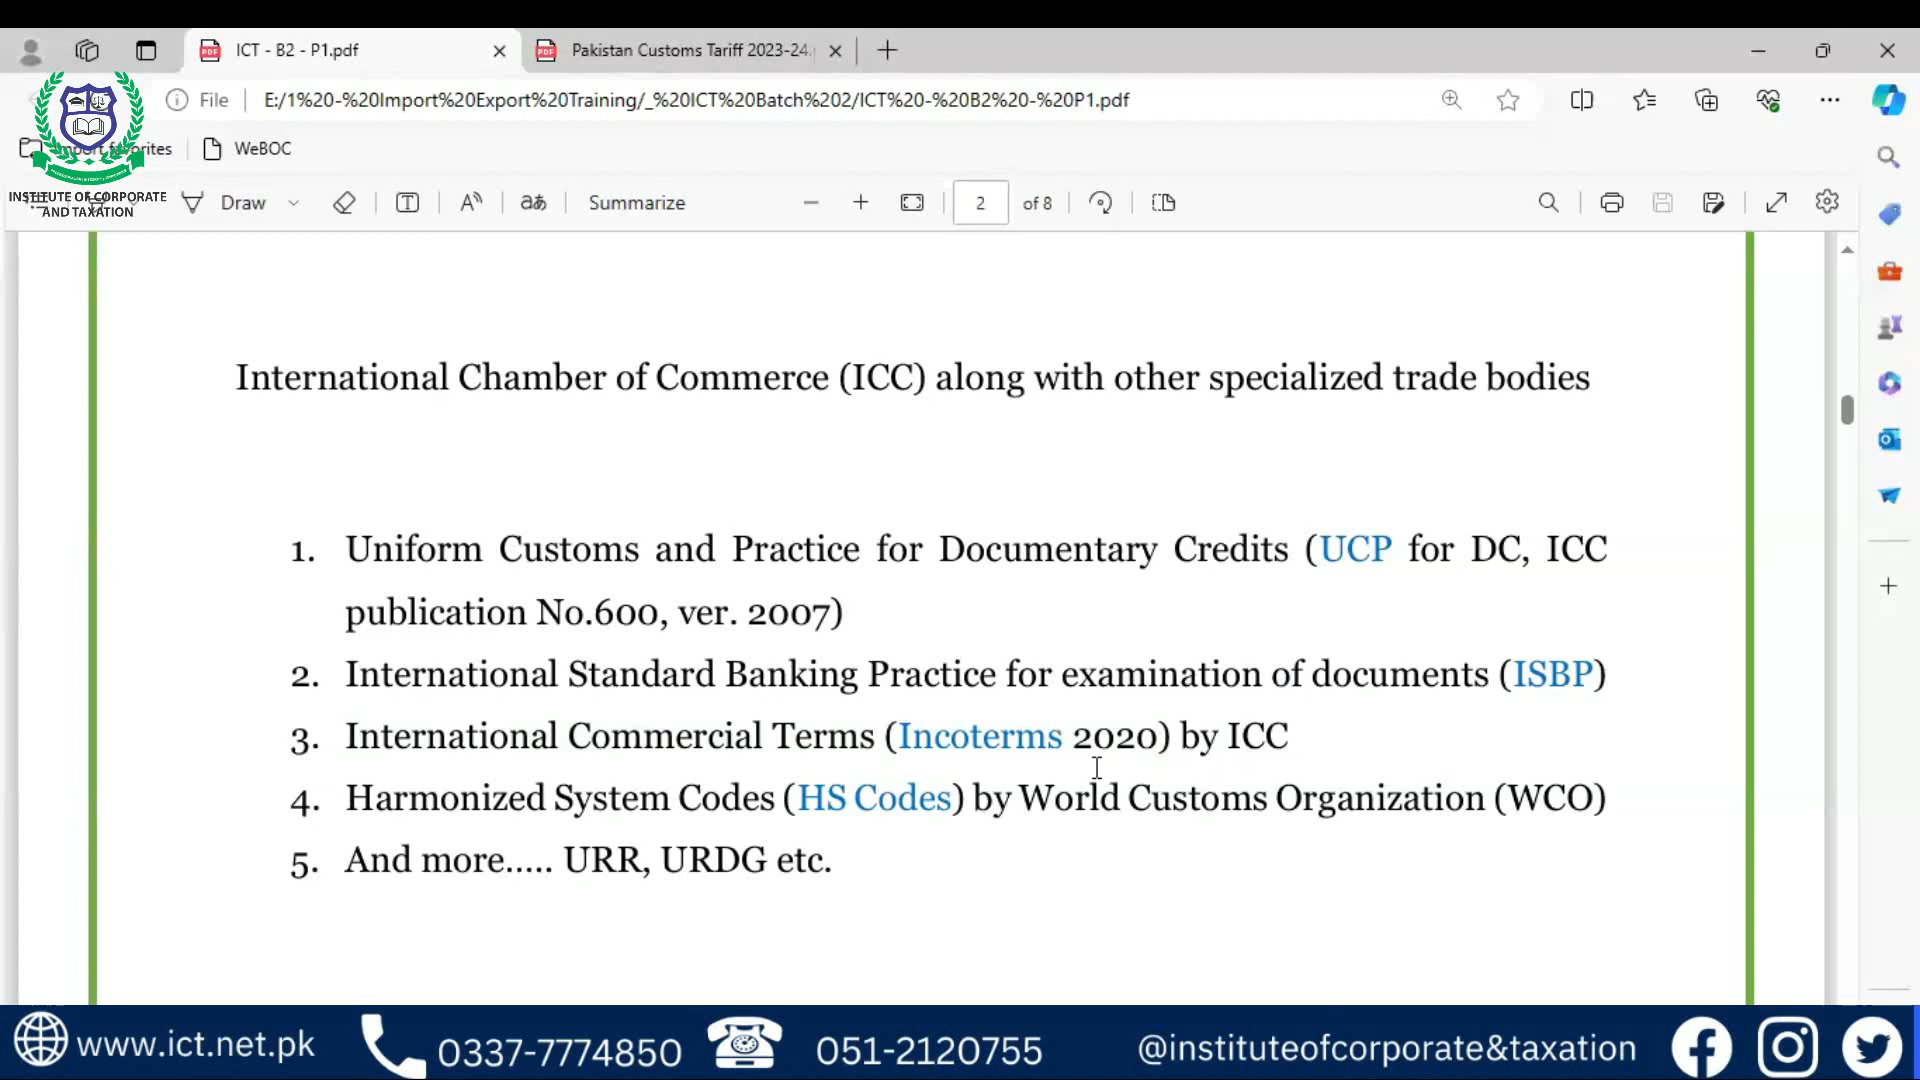 ICT - B2 - P1.pdf
Pakistan Customs Tariff 2023-24.
File
E:/1%20-%20Import%20Export%20Training/_%20ICT%20Batch%202/ICT%20-%20B2%20-%20P1.pdf
Import favorites
WeBOC
INSTITUTE OF CORPORATE
AND TAXATION
Draw
Summarize
2
of 8
International Chamber of Commerce (ICC) along with other specialized trade bodies
1. Uniform Customs and Practice for Documentary Credits (UCP for DC, ICC
publication No.600, ver. 2007)
2. International Standard Banking Practice for examination of documents (ISBP)
3. International Commercial Terms (Incoterms 2020) by ICC
4. Harmonized System Codes (HS Codes) by World Customs Organization (WCO)
5. And more..... URR, URDG etc.
www.ict.net.pk
0337-7774850
051-2120755
@instituteofcorporate&taxation